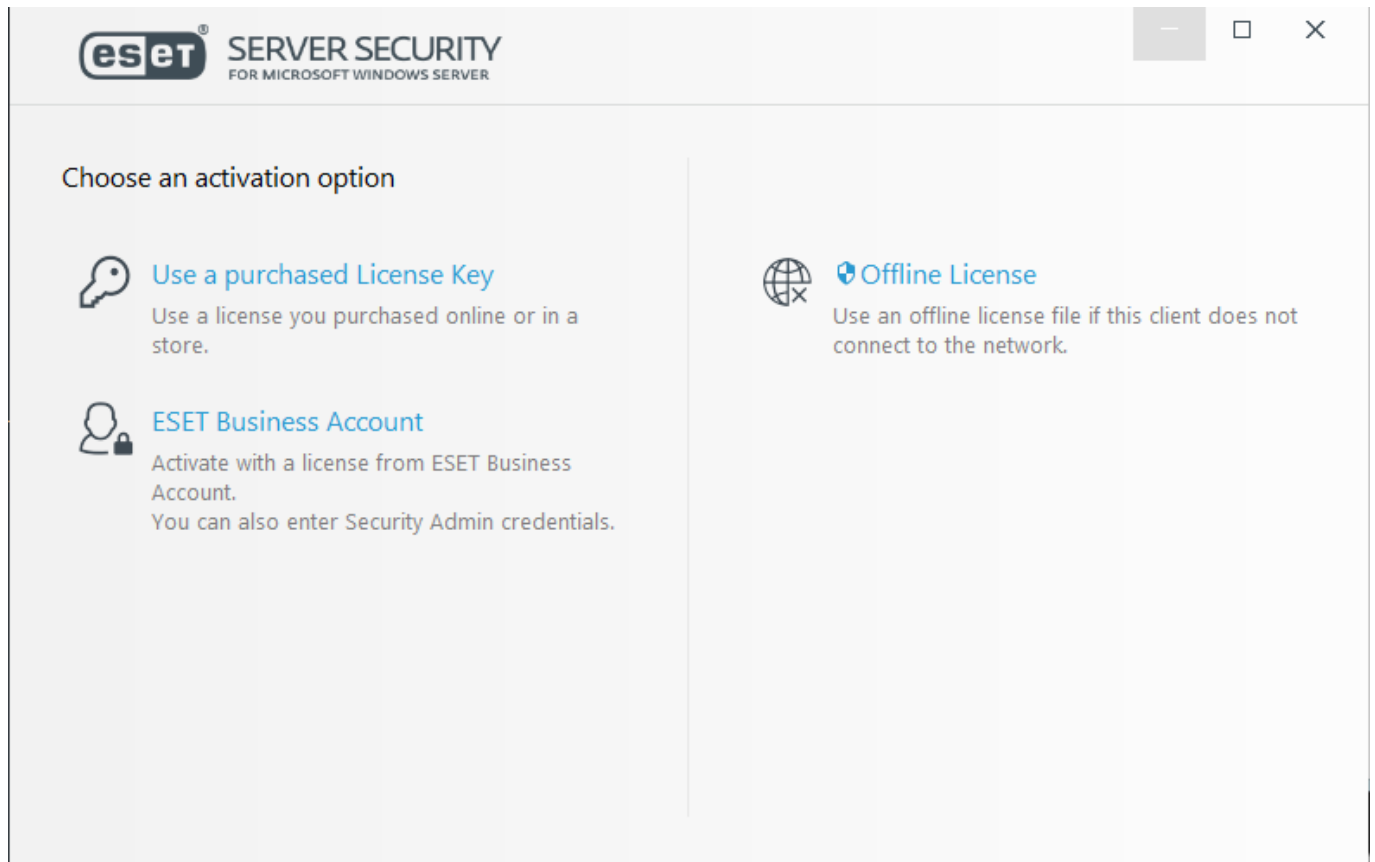 eset® SERVER SECURITY
FOR MICROSOFT WINDOWS SERVER
Choose an activation option
Use a purchased License Key
Use a license you purchased online or in a
store.
ESET Business Account
Activate with a license from ESET Business
Account.
You can also enter Security Admin credentials.
Offline License
Use an offline license file if this client does not
connect to the network.